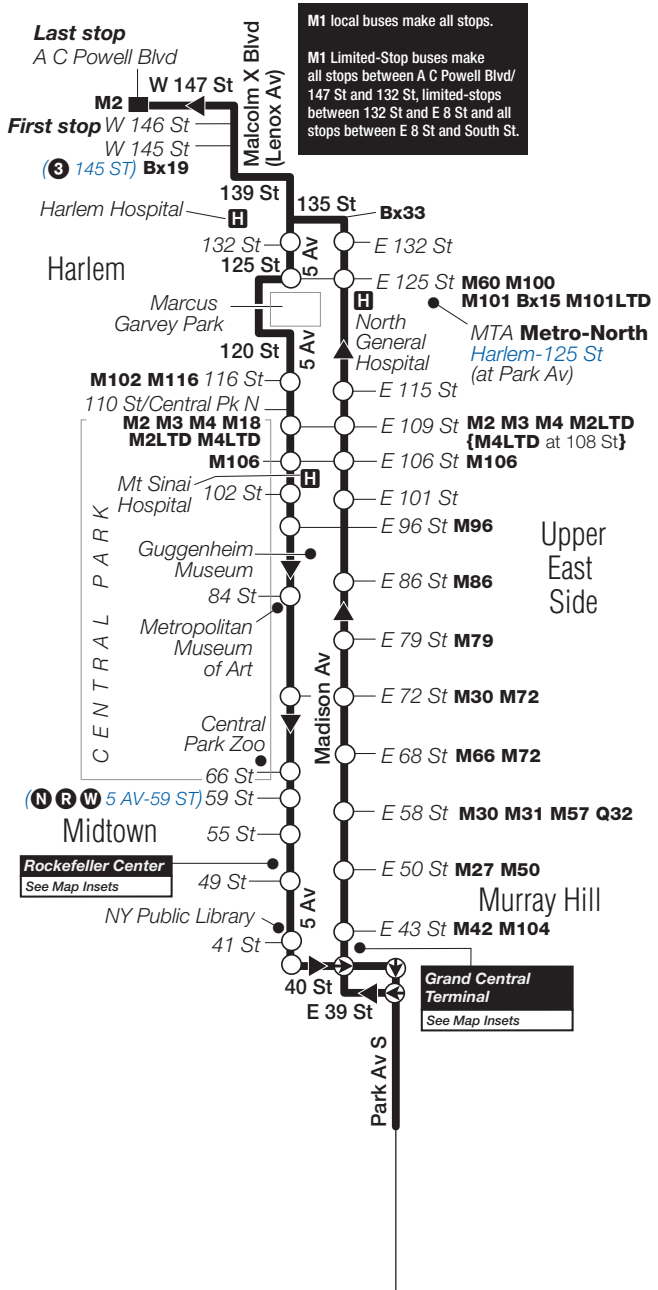 M1 local buses make all stops.
M1 Limited-Stop buses make
all stops between A C Powell Blvd/
147 St and 132 St, limited-stops
between 132 St and E 8 St and all
stops between E 8 St and South St.
Last stop
A C Powell Blvd
W 147 St
Malcolm X Blvd
(Lenox Av)
M2
First stop W 146 St
W 145 St
(3 145 ST) Bx19
139 St
135 St
Bx33
Harlem Hospital H
132 St
5 Av
E 132 St
Harlem
125 St
E 125 St M60 M100
M101 Bx15 M101LTD
Marcus
Garvey Park
H
North
General
Hospital
MTA Metro-North
Harlem-125 St
(at Park Av)
120 St
5 Av
M102 M116 116 St
E 115 St
110 St/Central Pk N
M2 M3 M4 M18
M2LTD M4LTD
E 109 St M2 M3 M4 M2LTD
{M4LTD at 108 St}
M106
E 106 St M106
Mt Sinai
Hospital
H
102 St
E 101 St
E 96 St M96
CENTRAL PARK
Upper
East
Side
Guggenheim
Museum
E 86 St M86
84 St
Metropolitan
Museum
of Art
E 79 St M79
Madison Av
E 72 St M30 M72
Central
Park Zoo
E 68 St M66 M72
66 St
(N R W 5 AV-59 ST) 59 St
E 58 St M30 M31 M57 Q32
Midtown
55 St
Rockefeller Center
See Map Insets
49 St
E 50 St M27 M50
Murray Hill
5 Av
NY Public Library
41 St
E 43 St M42 M104
40 St
Grand Central
Terminal
See Map Insets
E 39 St
Park Av S